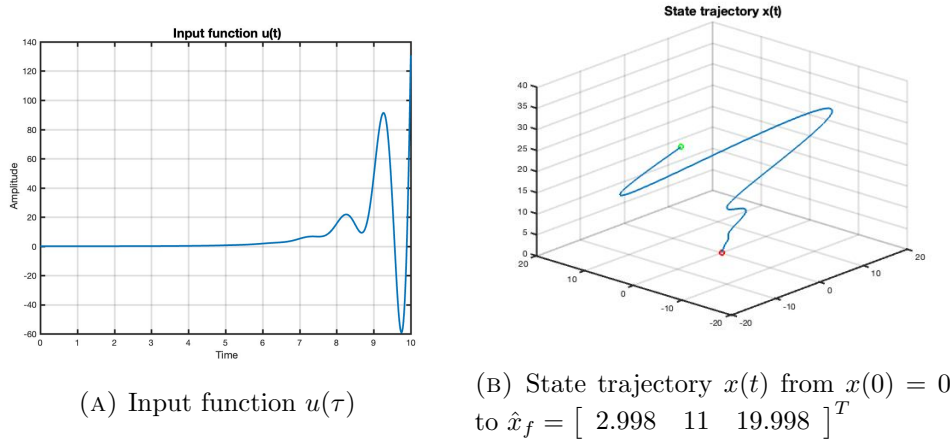 Input function u(t)
140
120
100
80
60
40
20
0
-20
-40
-60
Amplitude
0 1 2 3 4 5 6 7 8 9 10
Time
(A) Input function u(τ)
State trajectory x(t)
40
35
30
25
20
15
10
5
0
20 10 0 -10 -20
-20 -10 0 10 20
(B) State trajectory x(t) from x(0) = 0
to x̂_f = [ 2.998 11 19.998 ]^T